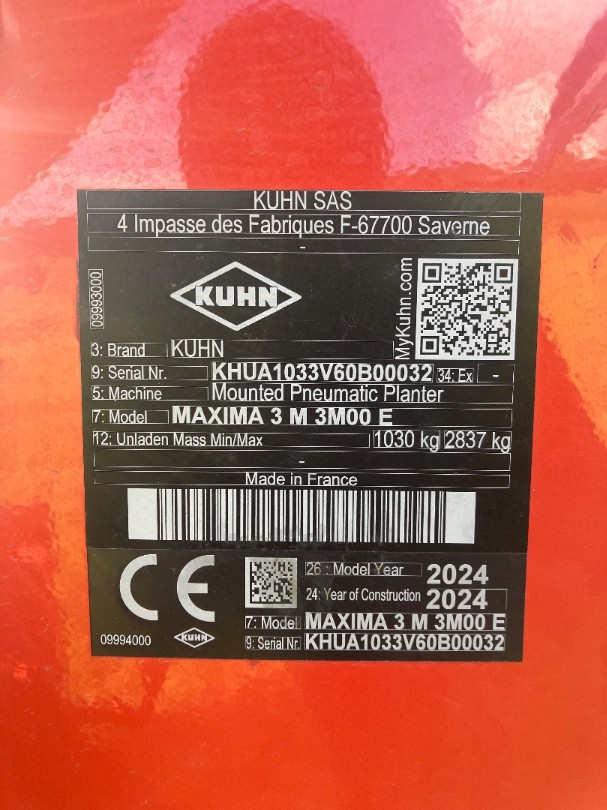 KUHN SAS
4 Impasse des Fabriques F-67700 Saverne
-
09993000
KUHN
MyKuhn.com
3: Brand KUHN
9: Serial Nr. KHUA1033V60B00032 34: Ex -
5: Machine Mounted Pneumatic Planter
7: Model MAXIMA 3 M 3M00 E
12: Unladen Mass Min/Max 1030 kg 2837 kg
-
Made in France
CE
26 : Model Year 2024
24: Year of Construction 2024
7: Model MAXIMA 3 M 3M00 E
09994000 KUHN 9: Serial Nr. KHUA1033V60B00032